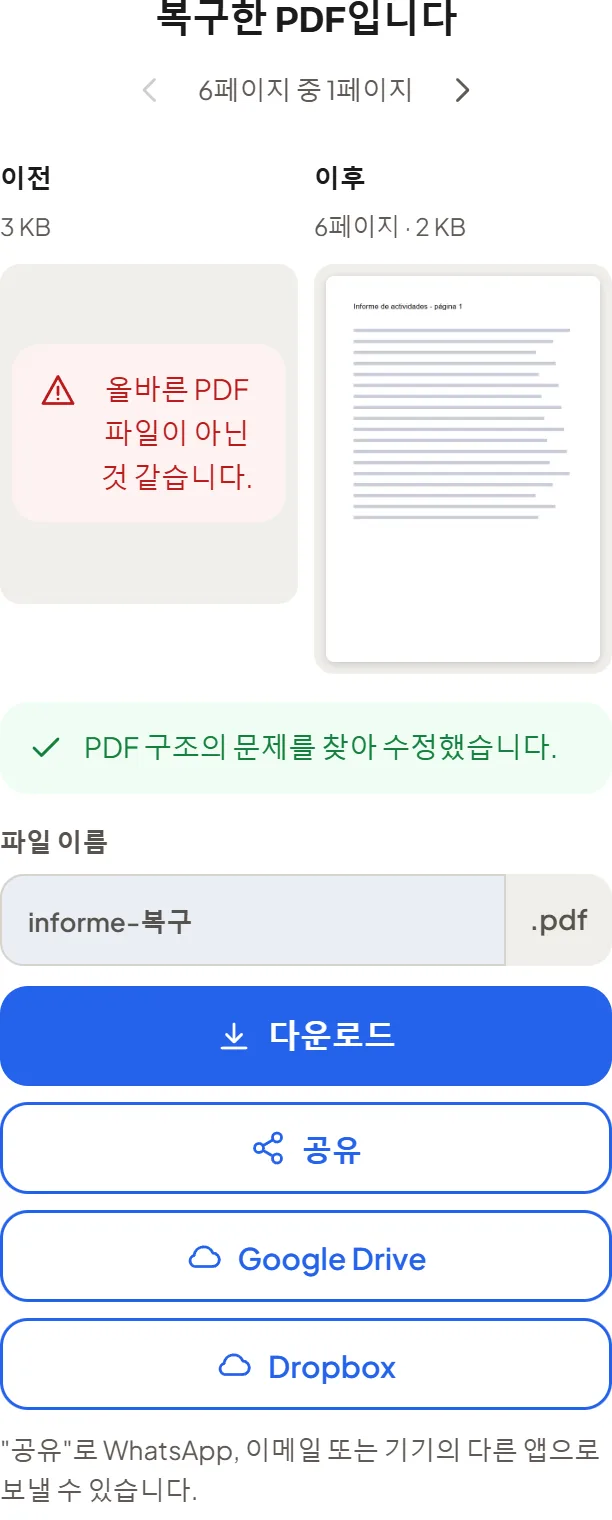 복구한 PDF입니다
6페이지 중 1페이지
이전
3 KB
이후
6페이지 · 2 KB
올바른 PDF
파일이 아닌
것 같습니다.
Informe de actividades - página 1
PDF 구조의 문제를 찾아 수정했습니다.
파일 이름
informe-복구
.pdf
다운로드
공유
Google Drive
Dropbox
"공유"로 WhatsApp, 이메일 또는 기기의 다른 앱으로
보낼 수 있습니다.